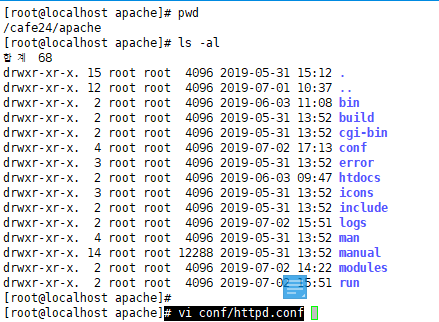 [root@localhost apache]# pwd
/cafe24/apache
[root@localhost apache]# ls -al
합계 68
drwxr-xr-x. 15 root root 4096 2019-05-31 15:12 .
drwxr-xr-x. 12 root root 4096 2019-07-01 10:37 ..
drwxr-xr-x. 2 root root 4096 2019-06-03 11:08 bin
drwxr-xr-x. 2 root root 4096 2019-05-31 13:52 build
drwxr-xr-x. 2 root root 4096 2019-05-31 13:52 cgi-bin
drwxr-xr-x. 4 root root 4096 2019-07-02 17:13 conf
drwxr-xr-x. 3 root root 4096 2019-05-31 13:52 error
drwxr-xr-x. 2 root root 4096 2019-06-03 09:47 htdocs
drwxr-xr-x. 3 root root 4096 2019-05-31 13:52 icons
drwxr-xr-x. 2 root root 4096 2019-05-31 13:52 include
drwxr-xr-x. 2 root root 4096 2019-07-02 15:51 logs
drwxr-xr-x. 4 root root 4096 2019-05-31 13:52 man
drwxr-xr-x. 14 root root 12288 2019-05-31 13:52 manual
drwxr-xr-x. 2 root root 4096 2019-07-02 14:22 modules
drwxr-xr-x. 2 root root 4096 run
[root@localhost apache]#
[root@localhost apache]# vi conf/httpd.conf